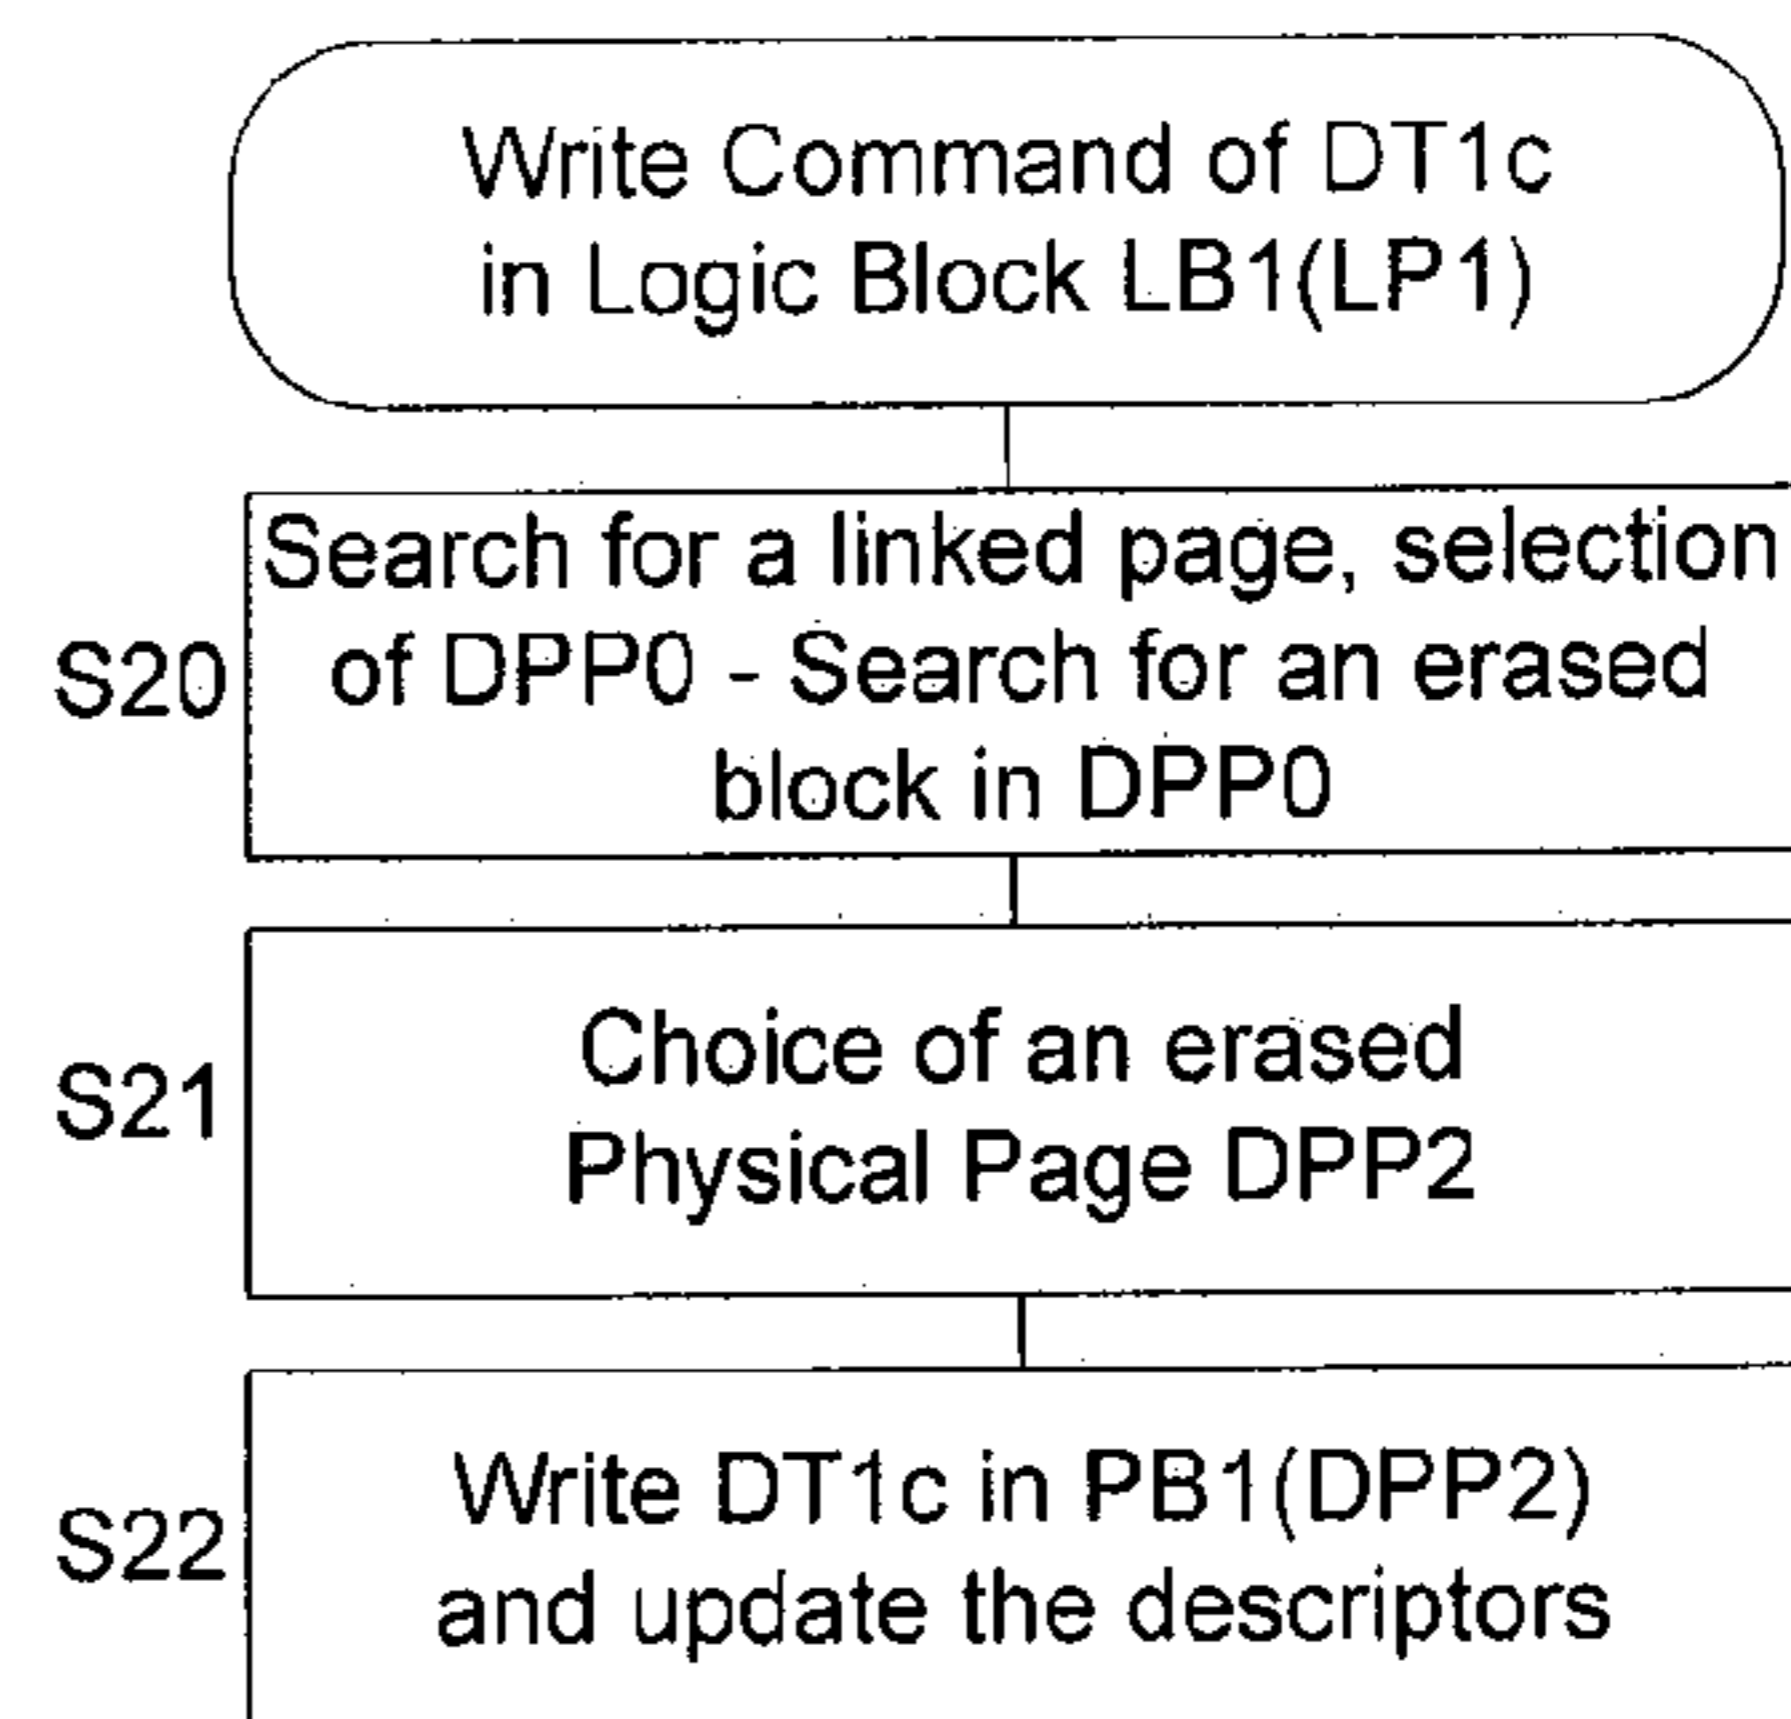 Write Command of DT1c
in Logic Block LB1(LP1)
Search for a linked page, selection
S20 of DPP0 - Search for an erased
block in DPP0
Choice of an erased
S21
Physical Page DPP2
Write DT1c in PB1(DPP2)
S22
and update the descriptors